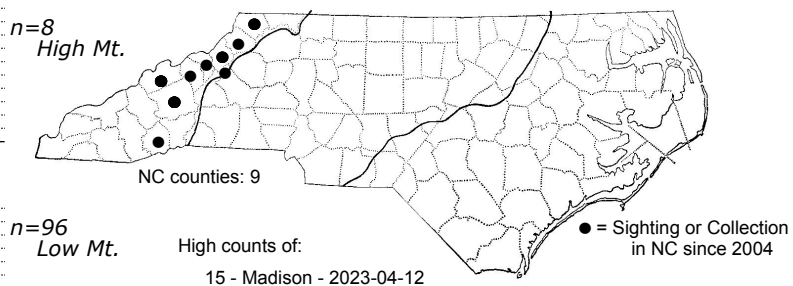 n=8
High Mt.
NC counties: 9
n=96
Low Mt.
High counts of:
15 - Madison - 2023-04-12
● = Sighting or Collection
in NC since 2004